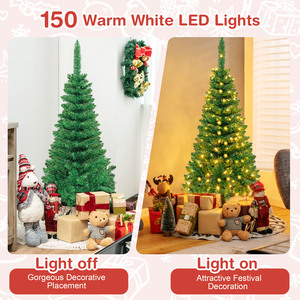 150 Warm White LED Lights
Light off
Gorgeous Decorative
Placement
Light on
Attractive Festival
Decoration